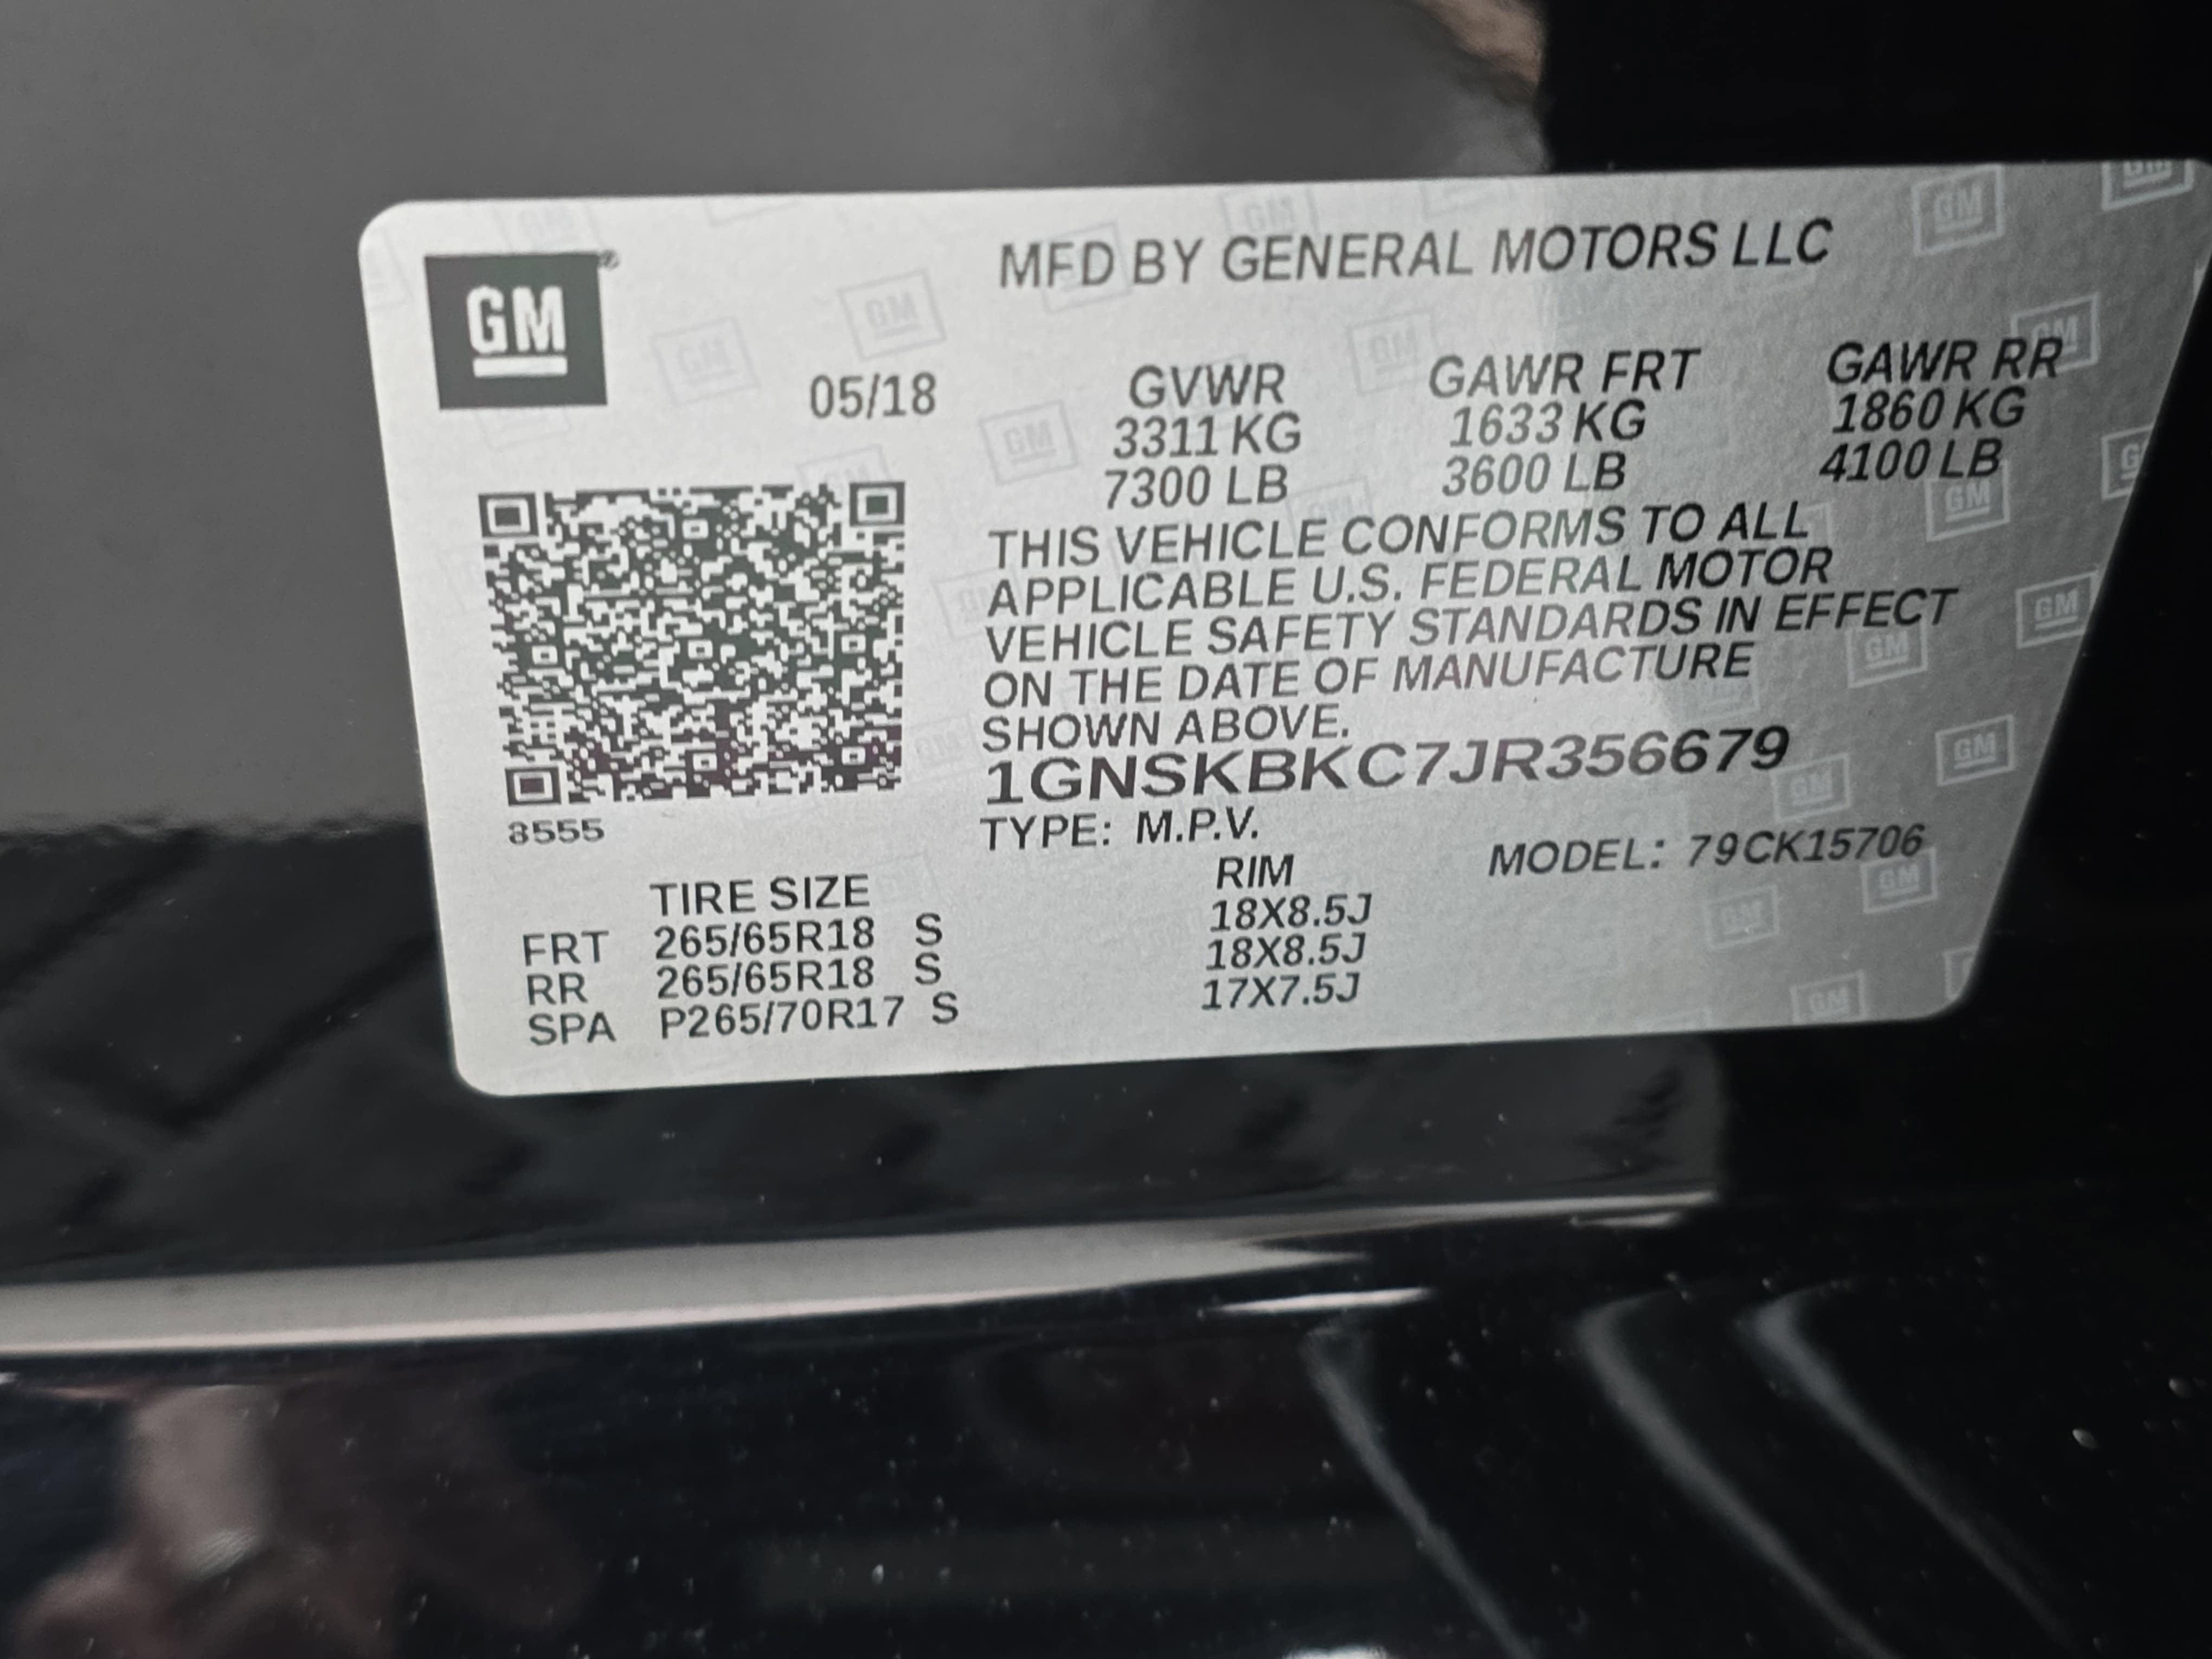 GM
MFD BY GENERAL MOTORS LLC
05/18
GVWR GAWR FRT GAWR RR
3311 KG 1633 KG 1860 KG
7300 LB 3600 LB 4100 LB
THIS VEHICLE CONFORMS TO ALL
APPLICABLE U.S. FEDERAL MOTOR
VEHICLE SAFETY STANDARDS IN EFFECT
ON THE DATE OF MANUFACTURE
SHOWN ABOVE.
1GNSKBKC7JR356679
8555
TYPE: M.P.V. MODEL: 79CK15706
TIRE SIZE RIM
FRT 265/65R18 S 18X8.5J
RR 265/65R18 S 18X8.5J
SPA P265/70R17 S 17X7.5J